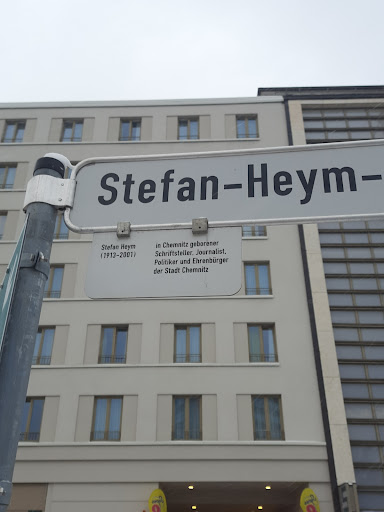 Stefan-Heym-
Stefan Heym
(1913-2001)
in Chemnitz geborener
Schriftsteller, Journalist,
Politiker und Ehrenbürger
der Stadt Chemnitz